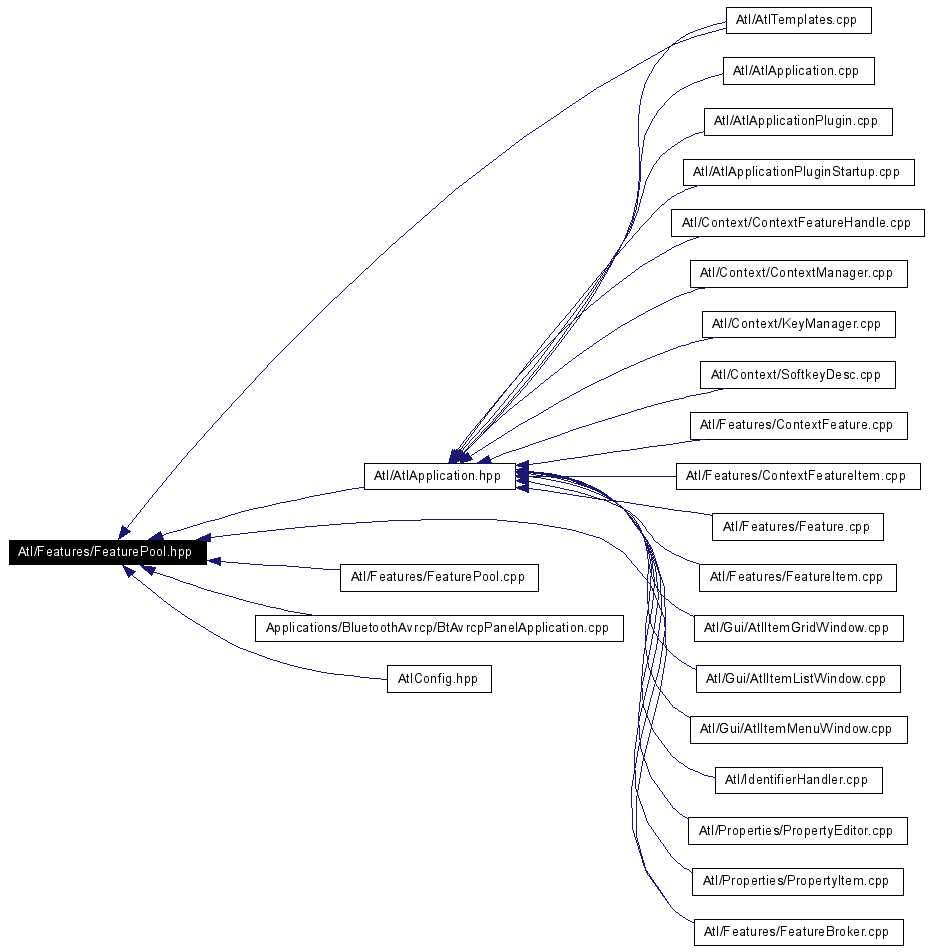 Atl/AtlTemplates.cpp
Atl/AtlApplication.cpp
Atl/AtlApplicationPlugin.cpp
Atl/AtlApplicationPluginStartup.cpp
Atl/Context/ContextFeatureHandle.cpp
Atl/Context/ContextManager.cpp
Atl/Context/KeyManager.cpp
Atl/Context/SoftkeyDesc.cpp
Atl/Features/ContextFeature.cpp
Atl/AtlApplication.hpp
Atl/Features/ContextFeatureItem.cpp
Atl/Features/Feature.cpp
Atl/Features/FeaturePool.hpp
Atl/Features/FeaturePool.cpp
Atl/Features/FeatureItem.cpp
Applications/BluetoothAvrcp/BtAvrcpPanelApplication.cpp
Atl/Gui/AtlItemGridWindow.cpp
AtlConfig.hpp
Atl/Gui/AtlItemListWindow.cpp
Atl/Gui/AtlItemMenuWindow.cpp
Atl/IdentifierHandler.cpp
Atl/Properties/PropertyEditor.cpp
Atl/Properties/PropertyItem.cpp
Atl/Features/FeatureBroker.cpp